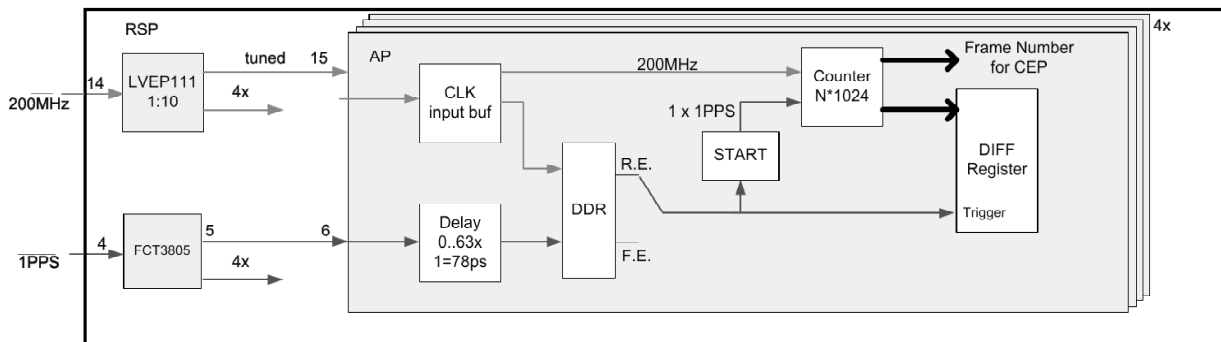 RSP
4x
AP
tuned
15
14
LVEP111
1:10
200MHz
4x
CLK
input buf
200MHz
Counter
N*1024
Frame Number
for CEP
1 x 1PPS
START
DIFF
Register
Trigger
R.E.
DDR
F.E.
Delay
0..63x
1=78ps
4
1PPS
FCT3805
5
6
4x